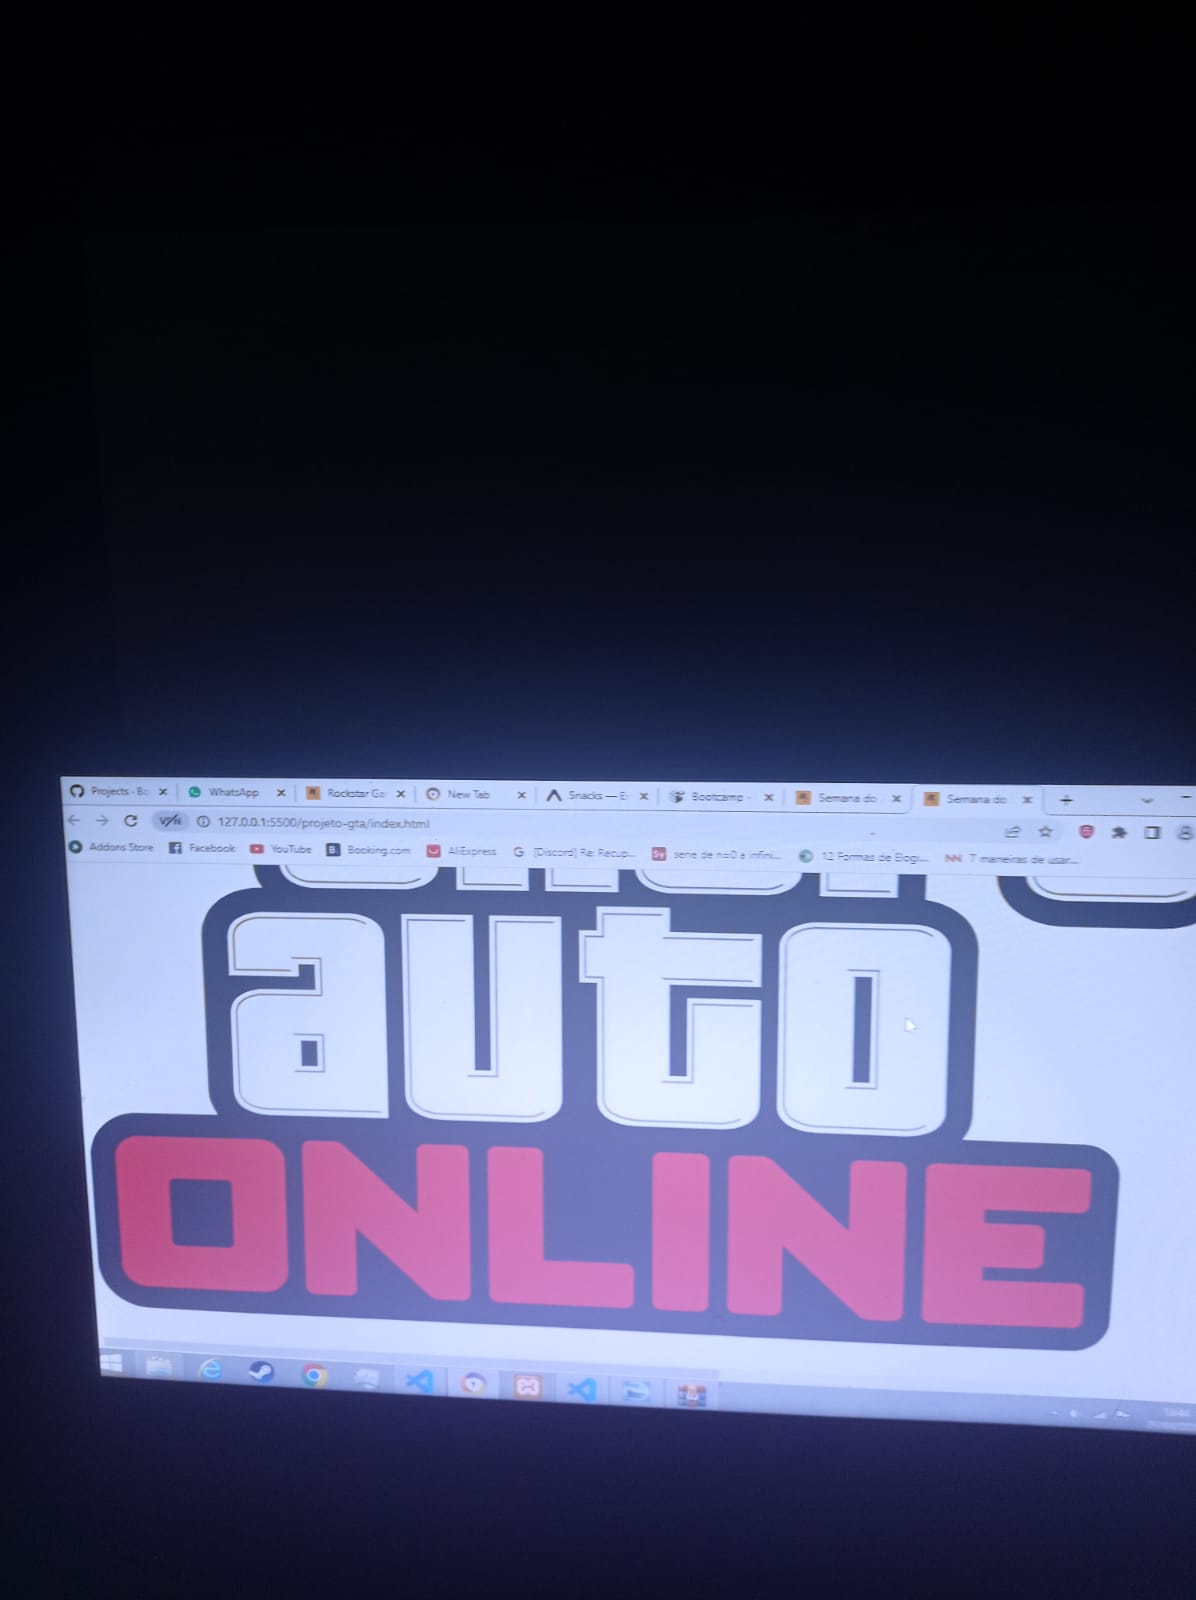 Projects - Bo WhatsApp Rockstar Ga New Tab Snacks — E Bootcamp - Semana do Semana do
VPN 127.0.0.1:5500/projeto-gta/index.html
Addons Store Facebook YouTube Booking.com AliExpress [Discord] Re: Recup... serie de n=0 a infini... 12 Formas de Elogi... 7 maneiras de usar...
auto
ONLINE